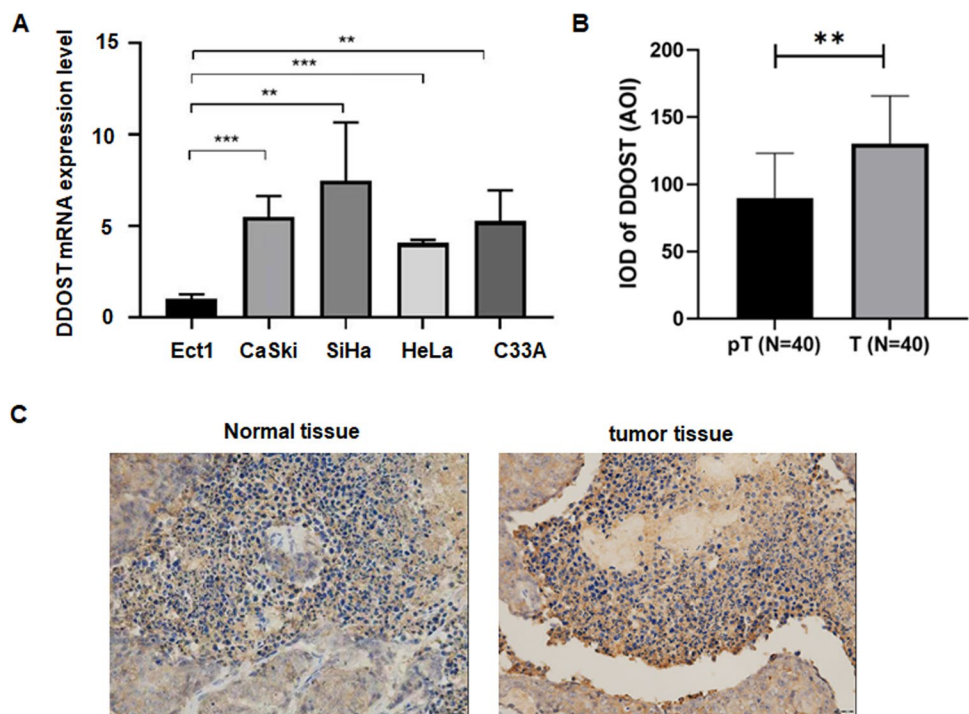 A
DDOST mRNA expression level
15
10
5
0
**
***
**
***
Ect1 CaSki SiHa HeLa C33A
B
IOD of DDOST (AOI)
200
150
100
50
0
**
pT (N=40) T (N=40)
C
Normal tissue
tumor tissue